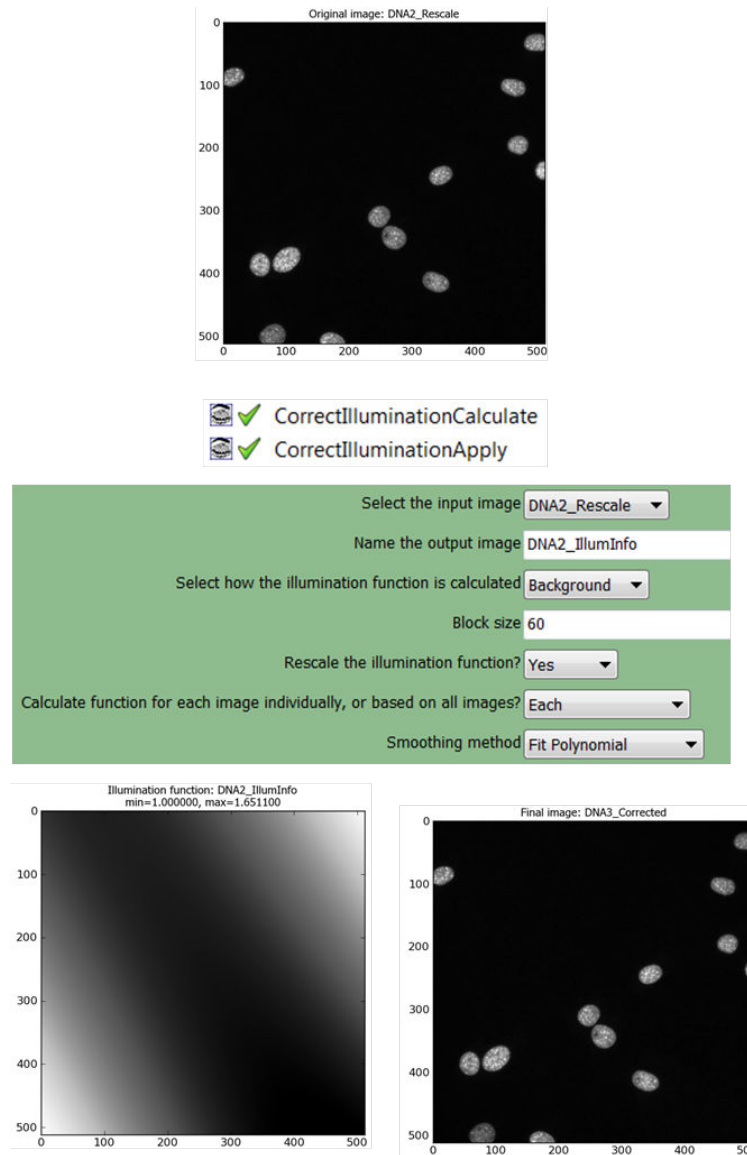 Original image: DNA2_Rescale
0
100
200
300
400
500
0 100 200 300 400 500
CorrectIlluminationCalculate
CorrectIlluminationApply
Select the input image DNA2_Rescale
Name the output image DNA2_IllumInfo
Select how the illumination function is calculated Background
Block size 60
Rescale the illumination function? Yes
Calculate function for each image individually, or based on all images? Each
Smoothing method Fit Polynomial
Illumination function: DNA2_IllumInfo
min=1.000000, max=1.651100
0
100
200
300
400
500
0 100 200 300 400 500
Final image: DNA3_Corrected
0
100
200
300
400
500
0 100 200 300 400 500